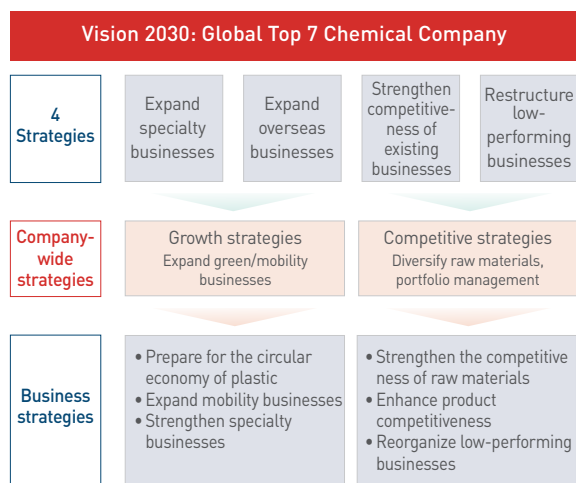 Vision 2030: Global Top 7 Chemical Company
4
Strategies
Expand
specialty
businesses
Expand
overseas
businesses
Strengthen
competitive-
ness of
existing
businesses
Restructure
low-
performing
businesses
Company-
wide
strategies
Growth strategies
Expand green/mobility
businesses
Competitive strategies
Diversify raw materials,
portfolio management
Business
strategies
• Prepare for the circular
economy of plastic
• Expand mobility businesses
• Strengthen specialty
businesses
• Strengthen the competitive
ness of raw materials
• Enhance product
competitiveness
• Reorganize low-performing
businesses